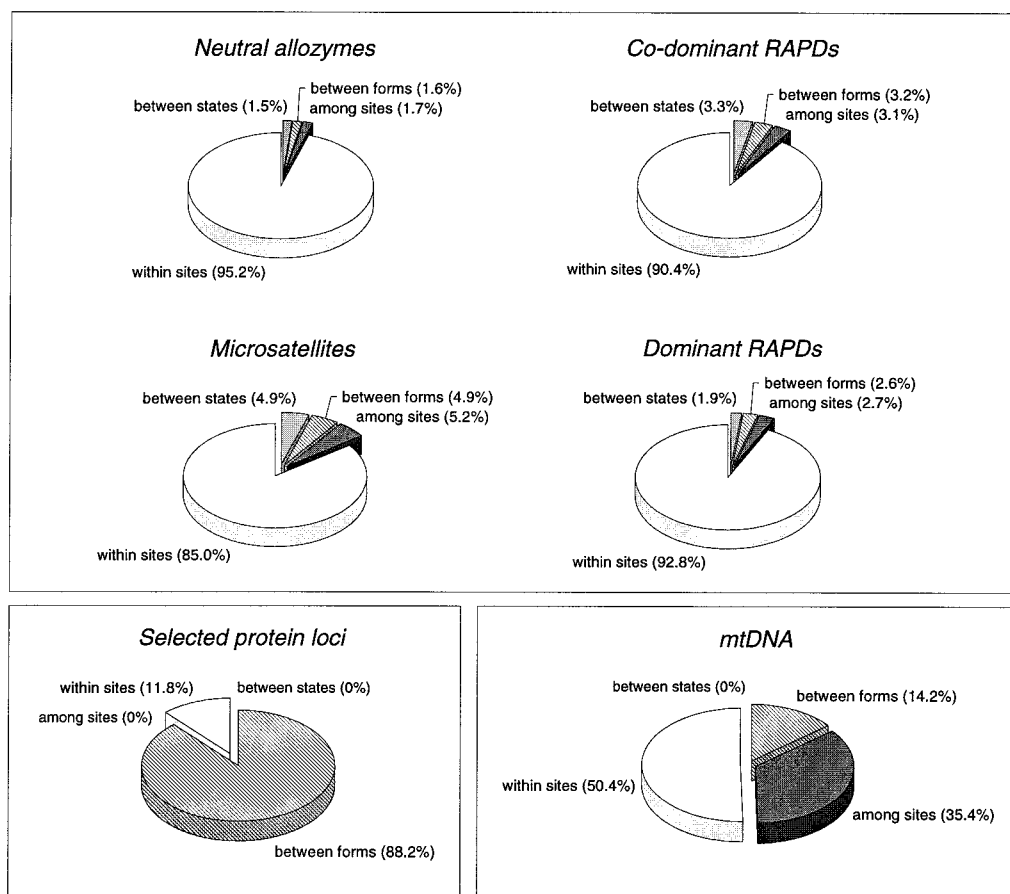 Neutral allozymes
between forms (1.6%)
between states (1.5%)
among sites (1.7%)
within sites (95.2%)
Co-dominant RAPDs
between forms (3.2%)
between states (3.3%)
among sites (3.1%)
within sites (90.4%)
Microsatellites
between states (4.9%)
between forms (4.9%)
among sites (5.2%)
within sites (85.0%)
Dominant RAPDs
between forms (2.6%)
between states (1.9%)
among sites (2.7%)
within sites (92.8%)
Selected protein loci
within sites (11.8%)
between states (0%)
among sites (0%)
between forms (88.2%)
mtDNA
between states (0%)
between forms (14.2%)
within sites (50.4%)
among sites (35.4%)